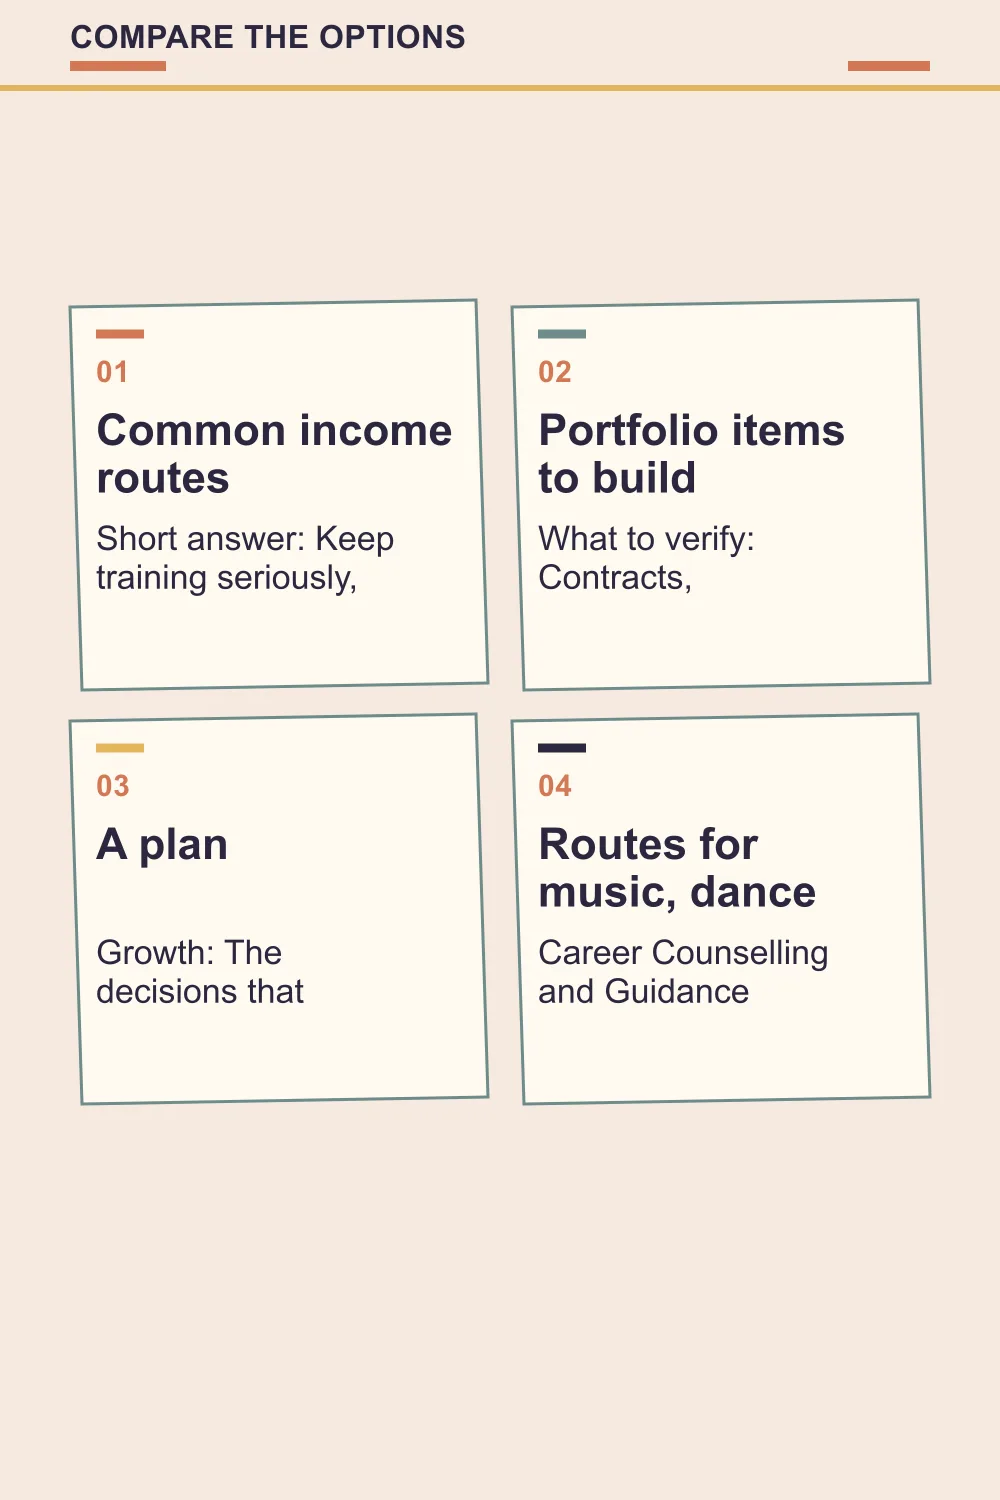 COMPARE THE OPTIONS
01
Common income
routes
Short answer: Keep
training seriously,
02
Portfolio items
to build
What to verify:
Contracts,
03
A plan
Growth: The
decisions that
04
Routes for
music, dance
Career Counselling
and Guidance